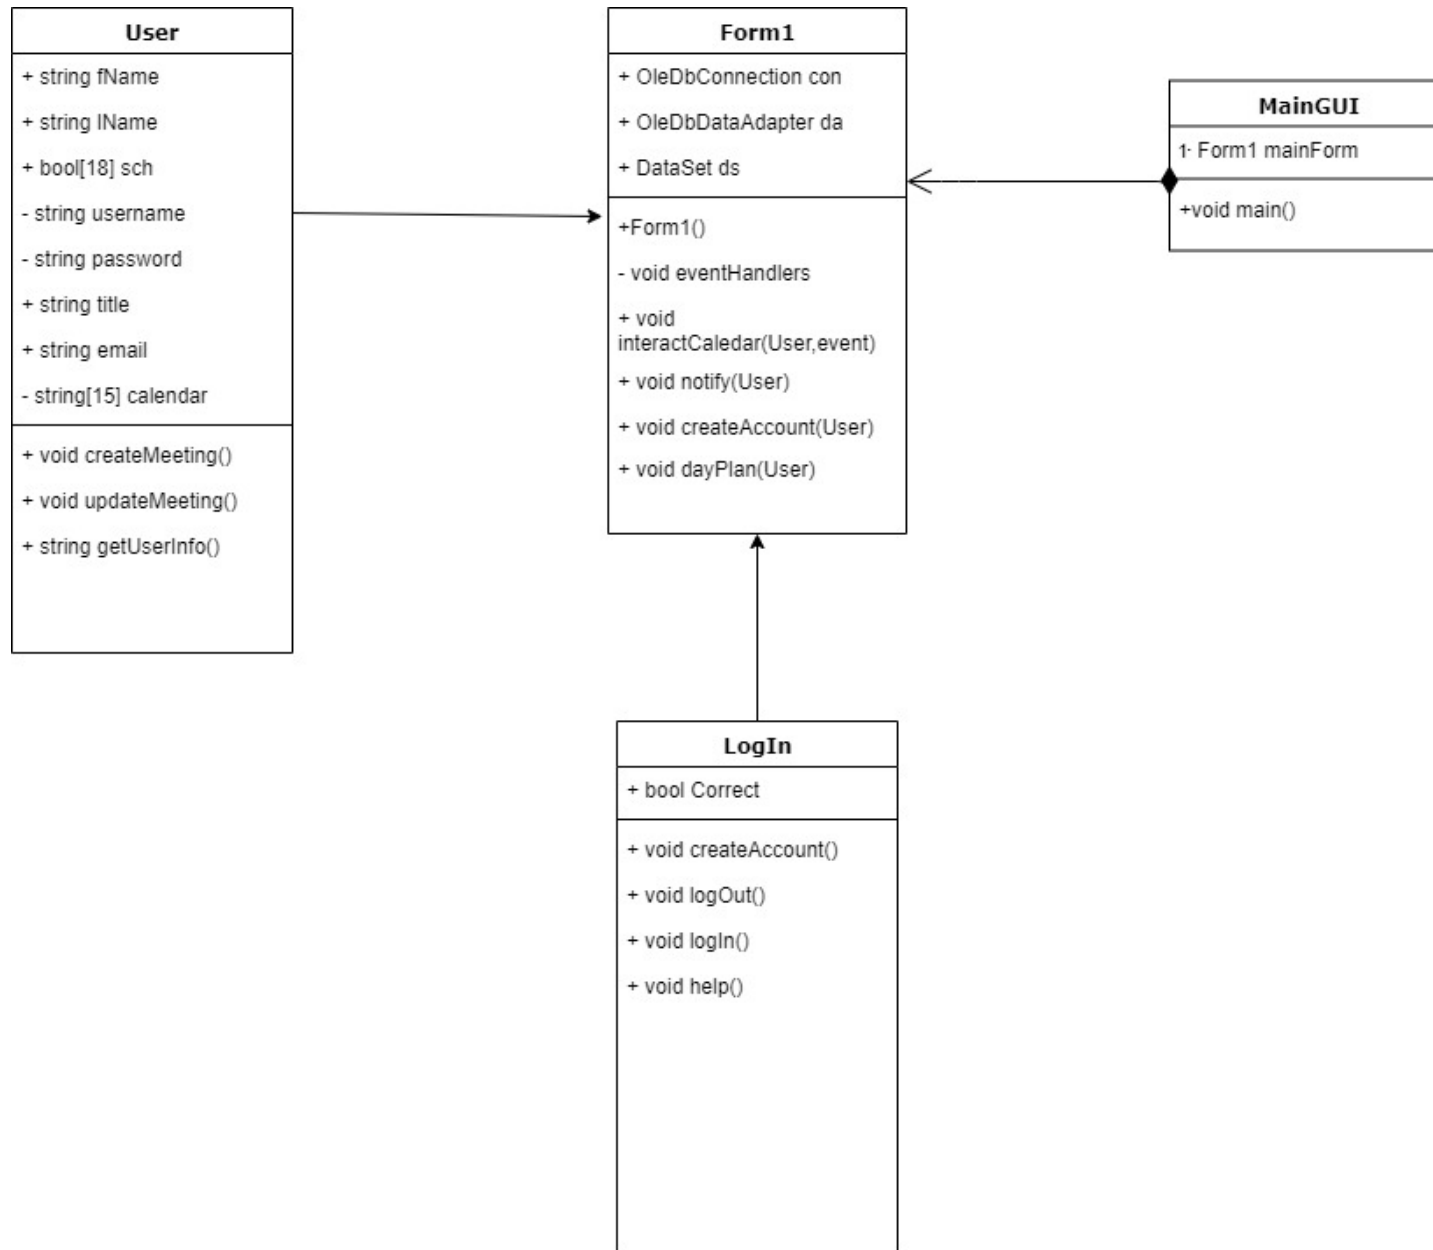 User
+ string fName
+ string lName
+ bool[18] sch
- string username
- string password
+ string title
+ string email
- string[15] calendar
+ void createMeeting()
+ void updateMeeting()
+ string getUserInfo()
Form1
+ OleDbConnection con
+ OleDbDataAdapter da
+ DataSet ds
+Form1()
- void eventHandlers
+ void
interactCaledar(User,event)
+ void notify(User)
+ void createAccount(User)
+ void dayPlan(User)
MainGUI
1- Form1 mainForm
+void main()
LogIn
+ bool Correct
+ void createAccount()
+ void logOut()
+ void logIn()
+ void help()